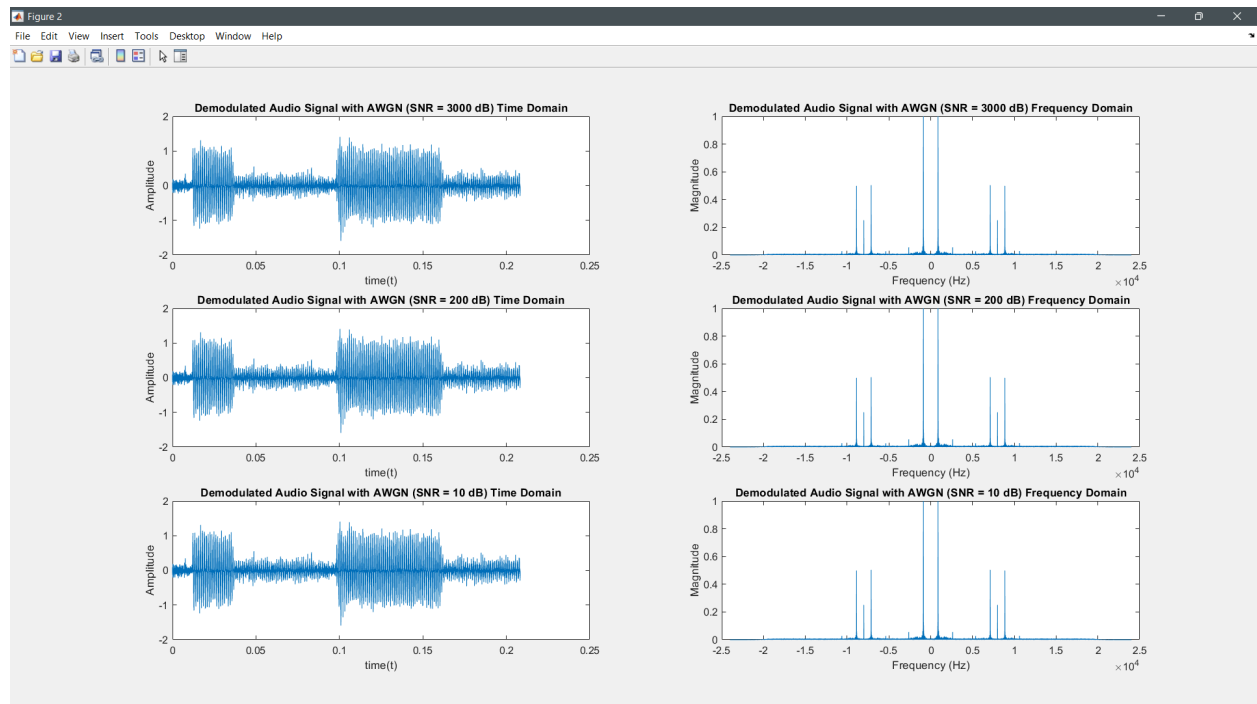 Figure 2
File Edit View Insert Tools Desktop Window Help
Demodulated Audio Signal with AWGN (SNR = 3000 dB) Time Domain
2
1
0
-1
-2
Amplitude
0 0.05 0.1 0.15 0.2 0.25
time(t)
Demodulated Audio Signal with AWGN (SNR = 3000 dB) Frequency Domain
1
0.8
0.6
0.4
0.2
0
Magnitude
-2.5 -2 -1.5 -1 -0.5 0 0.5 1 1.5 2 2.5
Frequency (Hz)
×10⁴
Demodulated Audio Signal with AWGN (SNR = 200 dB) Time Domain
2
1
0
-1
-2
Amplitude
0 0.05 0.1 0.15 0.2 0.25
time(t)
Demodulated Audio Signal with AWGN (SNR = 200 dB) Frequency Domain
1
0.8
0.6
0.4
0.2
0
Magnitude
-2.5 -2 -1.5 -1 -0.5 0 0.5 1 1.5 2 2.5
Frequency (Hz)
×10⁴
Demodulated Audio Signal with AWGN (SNR = 10 dB) Time Domain
2
1
0
-1
-2
Amplitude
0 0.05 0.1 0.15 0.2 0.25
time(t)
Demodulated Audio Signal with AWGN (SNR = 10 dB) Frequency Domain
1
0.8
0.6
0.4
0.2
0
Magnitude
-2.5 -2 -1.5 -1 -0.5 0 0.5 1 1.5 2 2.5
Frequency (Hz)
×10⁴